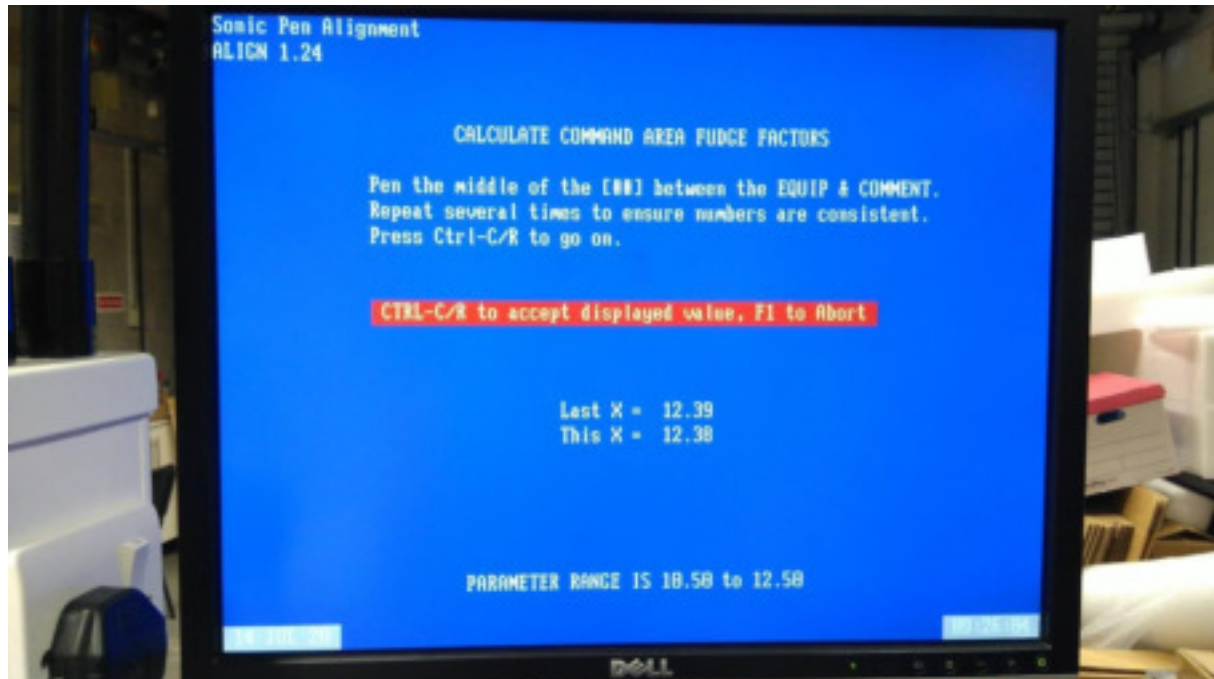 Sonic Pen Alignment
ALIGN 1.24
CALCULATE COMMAND AREA FUDGE FACTORS
Pen the middle of the [■■] between the EQUIP & COMMENT.
Repeat several times to ensure numbers are consistent.
Press Ctrl-C/R to go on.
CTRL-C/R to accept displayed value, F1 to Abort
Last X = 12.39
This X = 12.38
PARAMETER RANGE IS 10.50 to 12.50
DELL